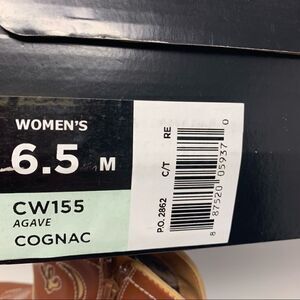 WOMEN'S
6.5 M
CW155
AGAVE
COGNAC
P.O. 2862
C/T
RE
8 87520 05937 0